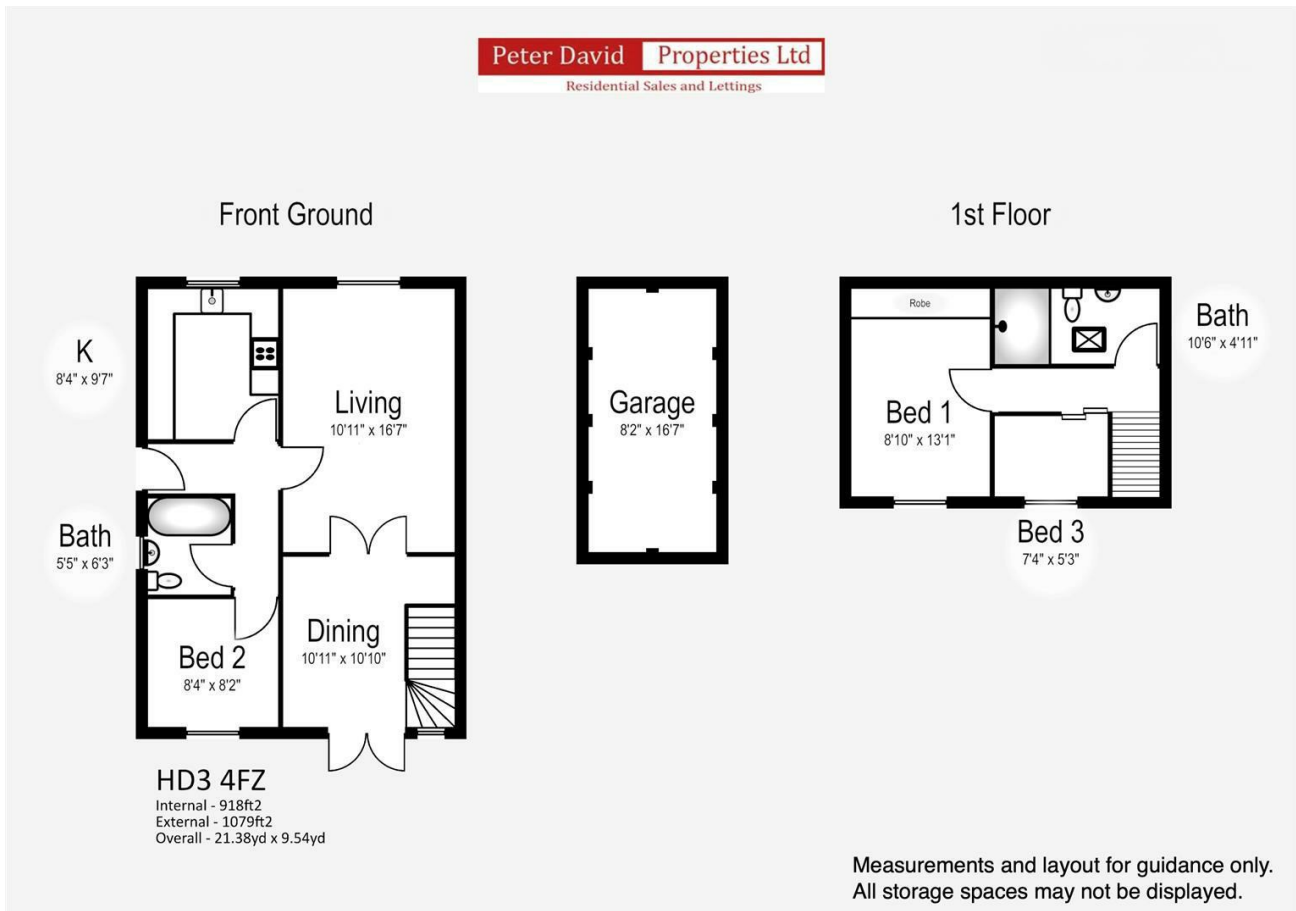 Peter David Properties Ltd
Residential Sales and Lettings
Front Ground
1st Floor
K
8'4" x 9'7"
Living
10'11" x 16'7"
Bath
5'5" x 6'3"
Bed 2
8'4" x 8'2"
Dining
10'11" x 10'10"
Garage
8'2" x 16'7"
Robe
Bed 1
8'10" x 13'1"
Bath
10'6" x 4'11"
Bed 3
7'4" x 5'3"
HD3 4FZ
Internal - 918ft2
External - 1079ft2
Overall - 21.38yd x 9.54yd
Measurements and layout for guidance only.
All storage spaces may not be displayed.